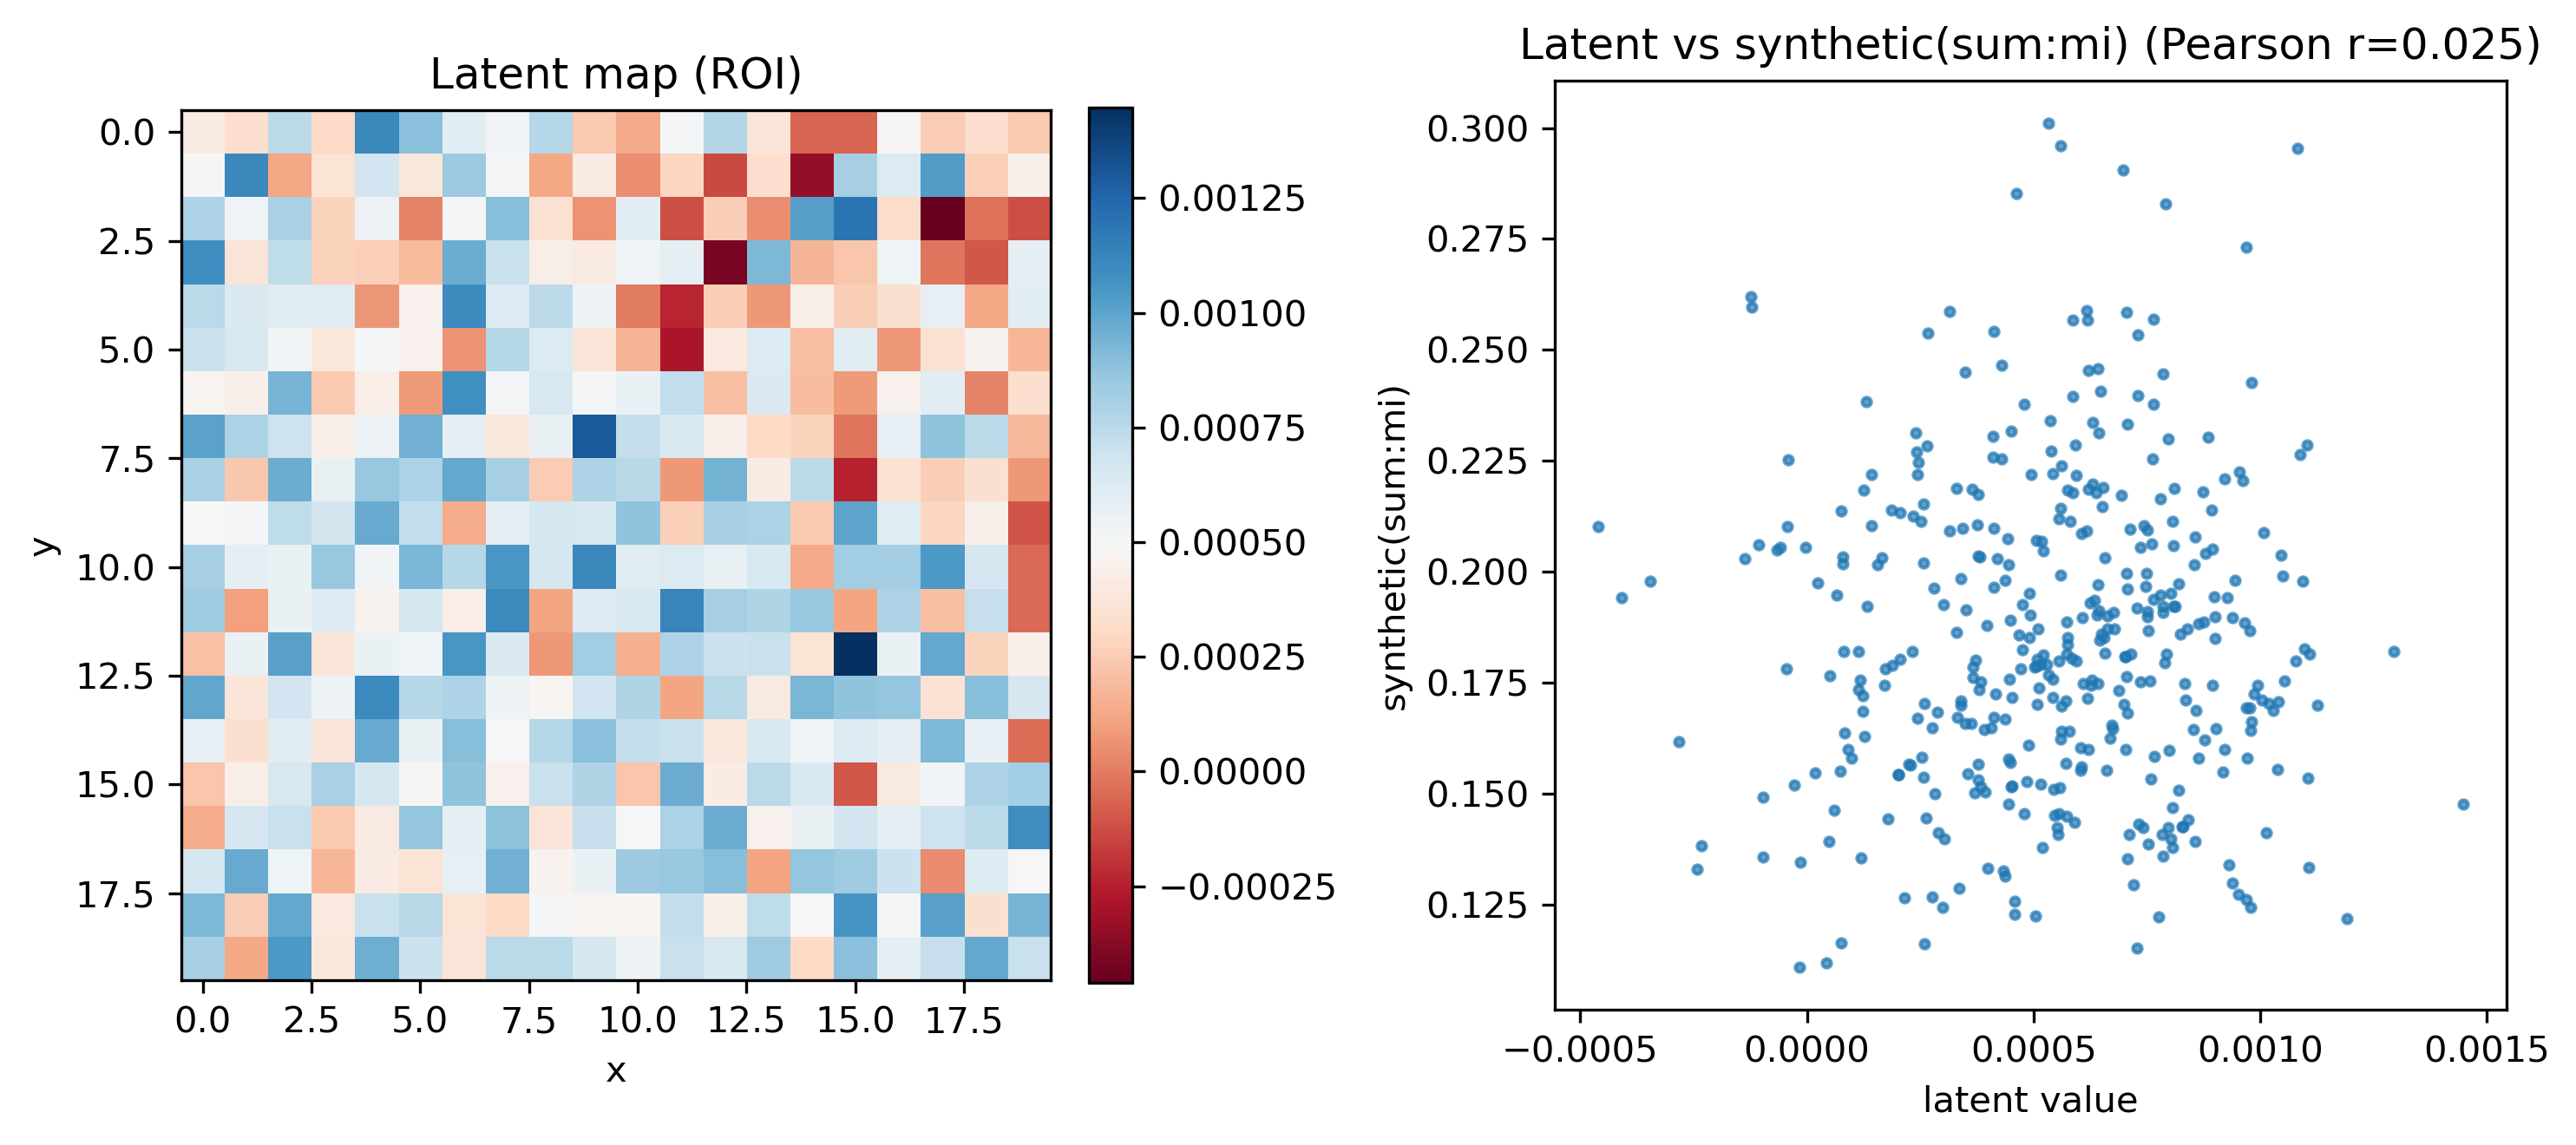 Latent map (ROI)
0.0
2.5
5.0
7.5
10.0
12.5
15.0
17.5
y
0.0 2.5 5.0 7.5 10.0 12.5 15.0 17.5
x
0.00125
0.00100
0.00075
0.00050
0.00025
0.00000
−0.00025
Latent vs synthetic(sum:mi) (Pearson r=0.025)
0.300
0.275
0.250
0.225
0.200
0.175
0.150
0.125
synthetic(sum:mi)
−0.0005 0.0000 0.0005 0.0010 0.0015
latent value